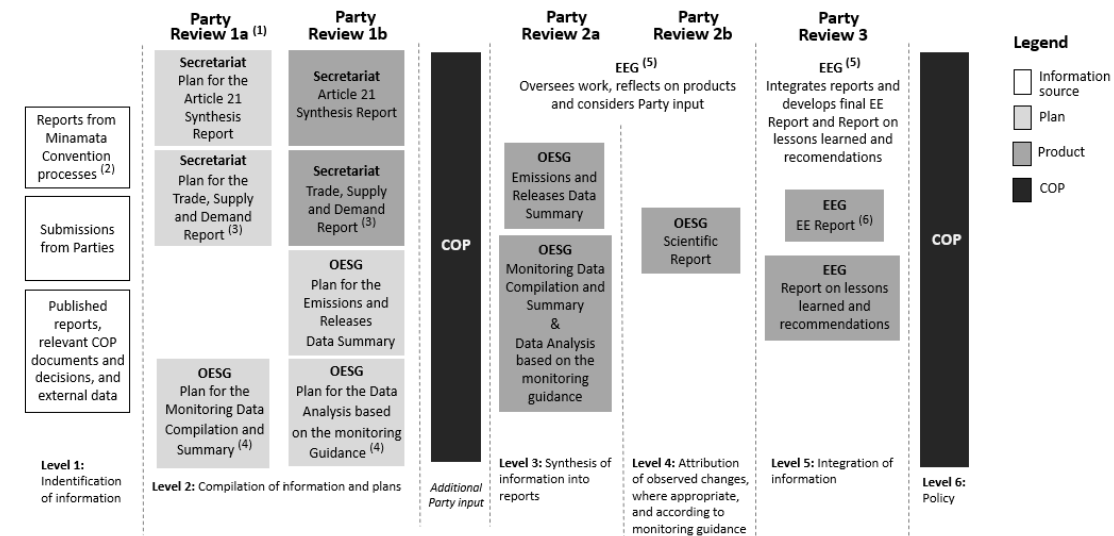 Party
Review 1a (1)
Party
Review 1b
Party
Review 2a
Party
Review 2b
Party
Review 3
Reports from
Minamata
Convention
processes (2)
Submissions
from Parties
Published
reports,
relevant COP
documents and
decisions, and
external data
Level 1:
Indentification
of information
Secretariat
Plan for the
Article 21
Synthesis
Report
Secretariat
Plan for the
Trade, Supply
and Demand
Report (3)
OESG
Plan for the
Monitoring Data
Compilation and
Summary (4)
Secretariat
Article 21
Synthesis Report
Secretariat
Trade, Supply
and Demand
Report (3)
OESG
Plan for the
Emissions and
Releases
Data Summary
OESG
Plan for the Data
Analysis based
on the monitoring
Guidance (4)
Level 2: Compilation of information and plans
COP
Additional
Party input
EEG (5)
Oversees work, reflects on products
and considers Party input
OESG
Emissions and
Releases Data
Summary
OESG
Monitoring Data
Compilation and
Summary
&
Data Analysis
based on the
monitoring
guidance
Level 3: Synthesis of
information into
reports
OESG
Scientific
Report
Level 4: Attribution
of observed changes,
where appropriate,
and according to
monitoring guidance
EEG (5)
Integrates reports and
develops final EE
Report and Report on
lessons learned and
recomendations
EEG
EE Report (6)
EEG
Report on lessons
learned and
recommendations
Level 5: Integration of
information
COP
Level 6:
Policy
Legend
Information
source
Plan
Product
COP